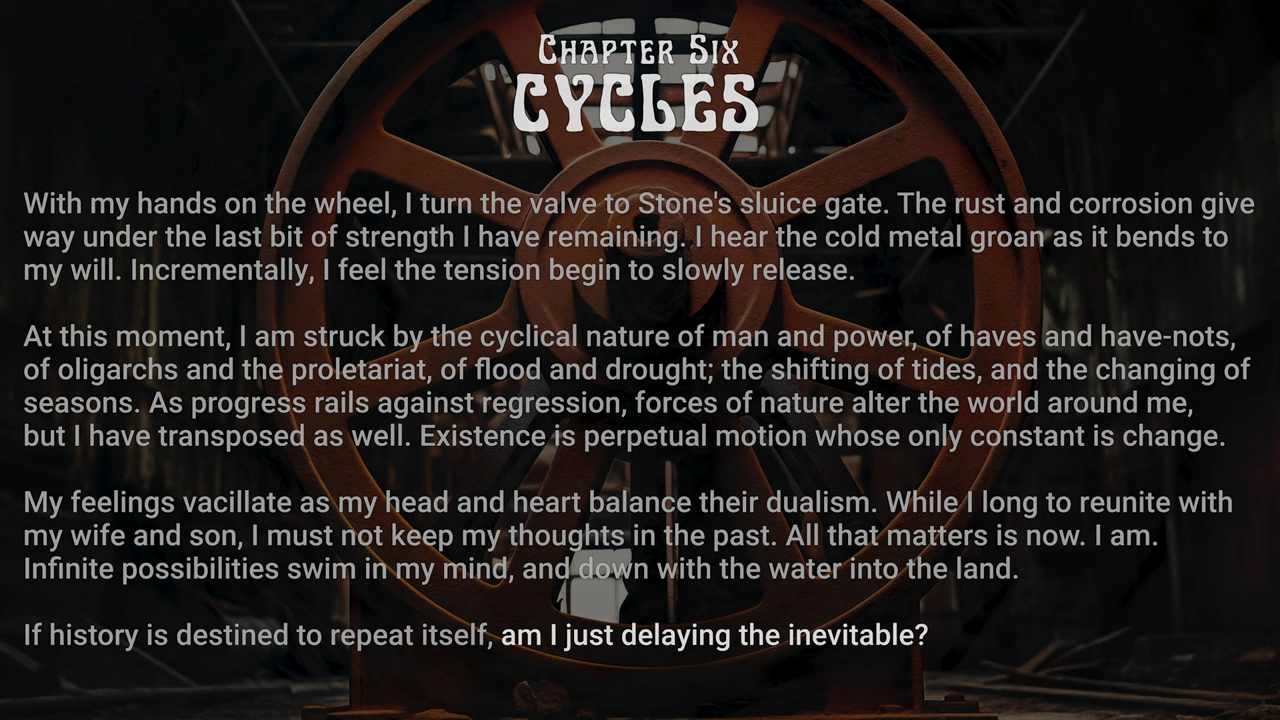 Chapter Six
CYCLES
With my hands on the wheel, I turn the valve to Stone's sluice gate. The rust and corrosion give
way under the last bit of strength I have remaining. I hear the cold metal groan as it bends to
my will. Incrementally, I feel the tension begin to slowly release.
At this moment, I am struck by the cyclical nature of man and power, of haves and have-nots,
of oligarchs and the proletariat, of flood and drought; the shifting of tides, and the changing of
seasons. As progress rails against regression, forces of nature alter the world around me,
but I have transposed as well. Existence is perpetual motion whose only constant is change.
My feelings vacillate as my head and heart balance their dualism. While I long to reunite with
my wife and son, I must not keep my thoughts in the past. All that matters is now. I am.
Infinite possibilities swim in my mind, and down with the water into the land.
If history is destined to repeat itself, am I just delaying the inevitable?